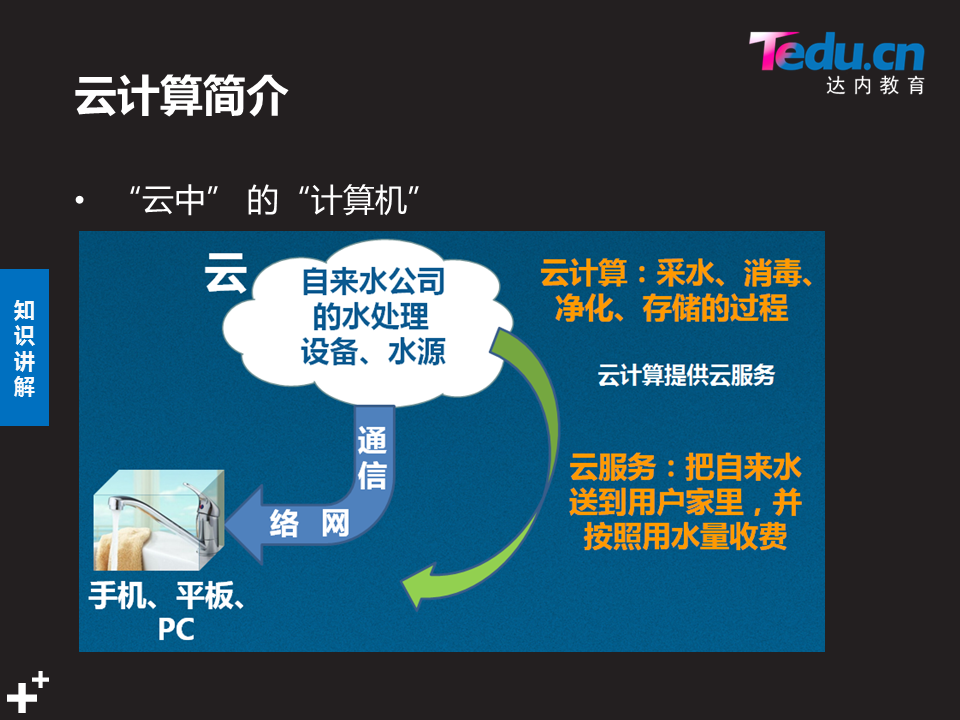 Tedu.cn
达内教育
云计算简介
• “云中” 的“计算机”
知
识
讲
解
云
自来水公司
的水处理
设备、水源
云计算：采水、消毒、
净化、存储的过程
云计算提供云服务
通
信
络 网
云服务：把自来水
送到用户家里，并
按照用水量收费
手机、平板、
PC